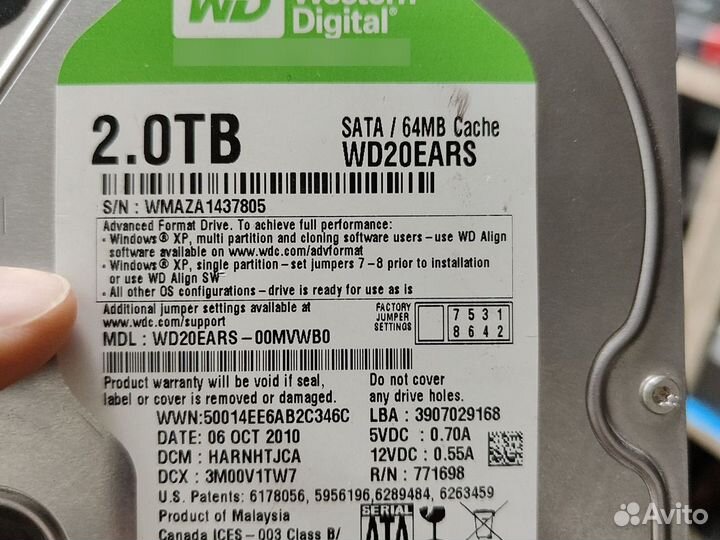 WD Western
Digital®
2.0TB
SATA / 64MB Cache
WD20EARS
S/N : WMAZA1437805
Advanced Format Drive. To achieve full performance:
- Windows® XP, multi partition and cloning software users - use WD Align
software available on www.wdc.com/advformat
- Windows® XP, single partition - set jumpers 7-8 prior to installation
or use WD Align SW
- All other OS configurations - drive is ready for use as is
Additional jumper settings available at
www.wdc.com/support
FACTORY
JUMPER
SETTINGS
7 5 3 1
8 6 4 2
MDL : WD20EARS-00MVWB0
Product warranty will be void if seal,
label or cover is removed or damaged.
Do not cover
any drive holes.
WWN:50014EE6AB2C346C
LBA : 3907029168
DATE: 06 OCT 2010
5VDC : 0.70A
DCM : HARNHTJCA
12VDC : 0.55A
DCX : 3M00V1TW7
R/N : 771698
U.S. Patents: 6178056, 5956196,6289484, 6263459
Product of Malaysia
Canada ICES-003 Class B/
SERIAL
ATA
Avito